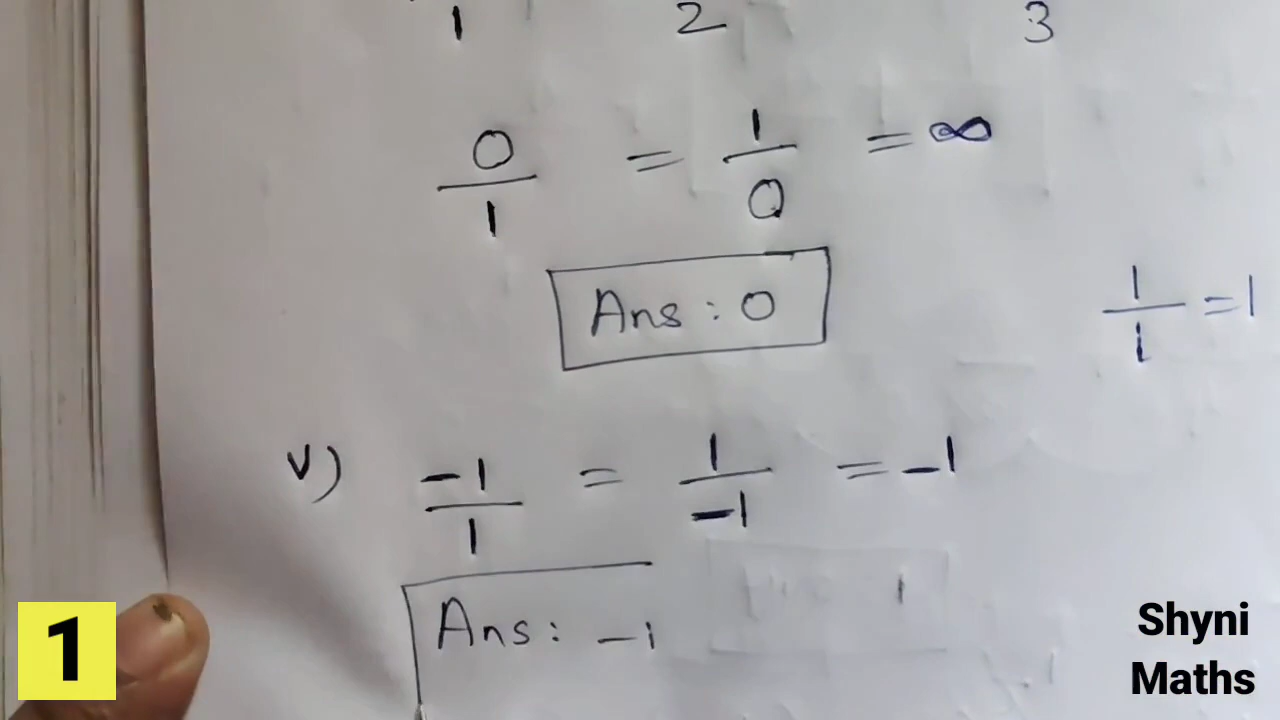 1 2 3
0/1 = 1/0 = ∞
Ans : 0
1/1 = 1
v) -1/1 = 1/-1 = -1
Ans : -1
1
Shyni
Maths